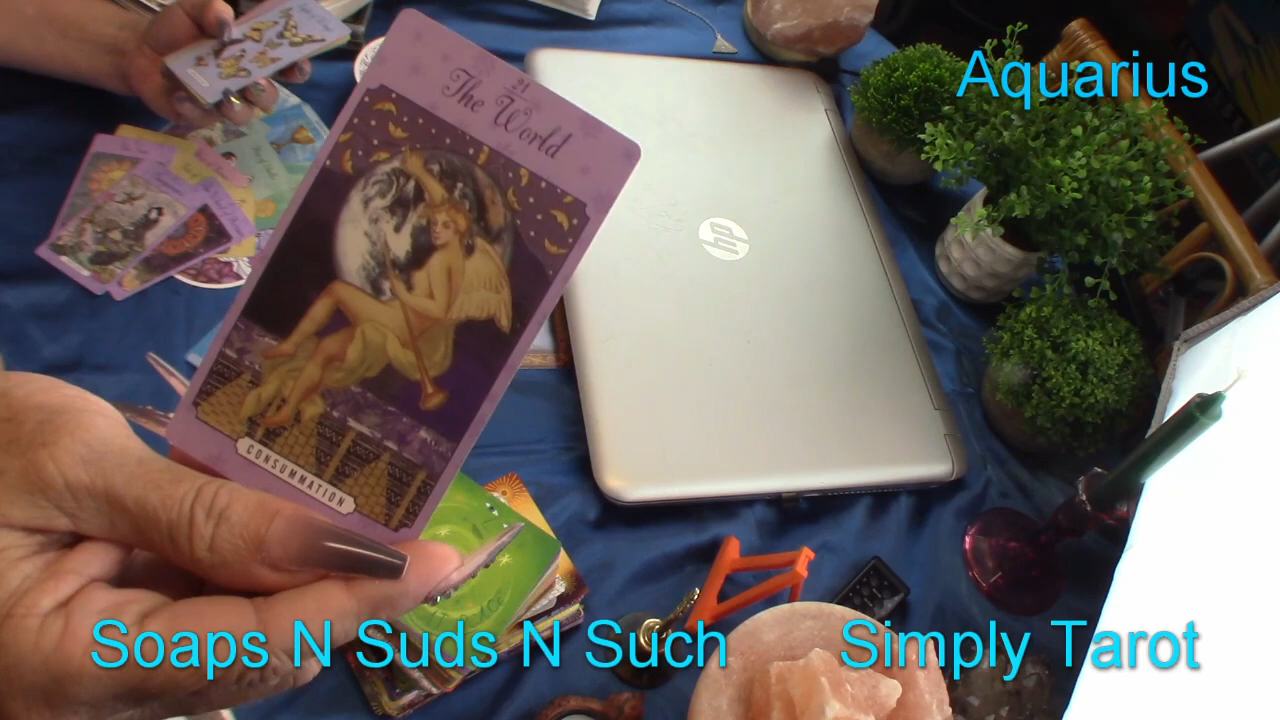 Aquarius
21
The World
CONSUMMATION
hp
Soaps N Suds N Such
Simply Tarot